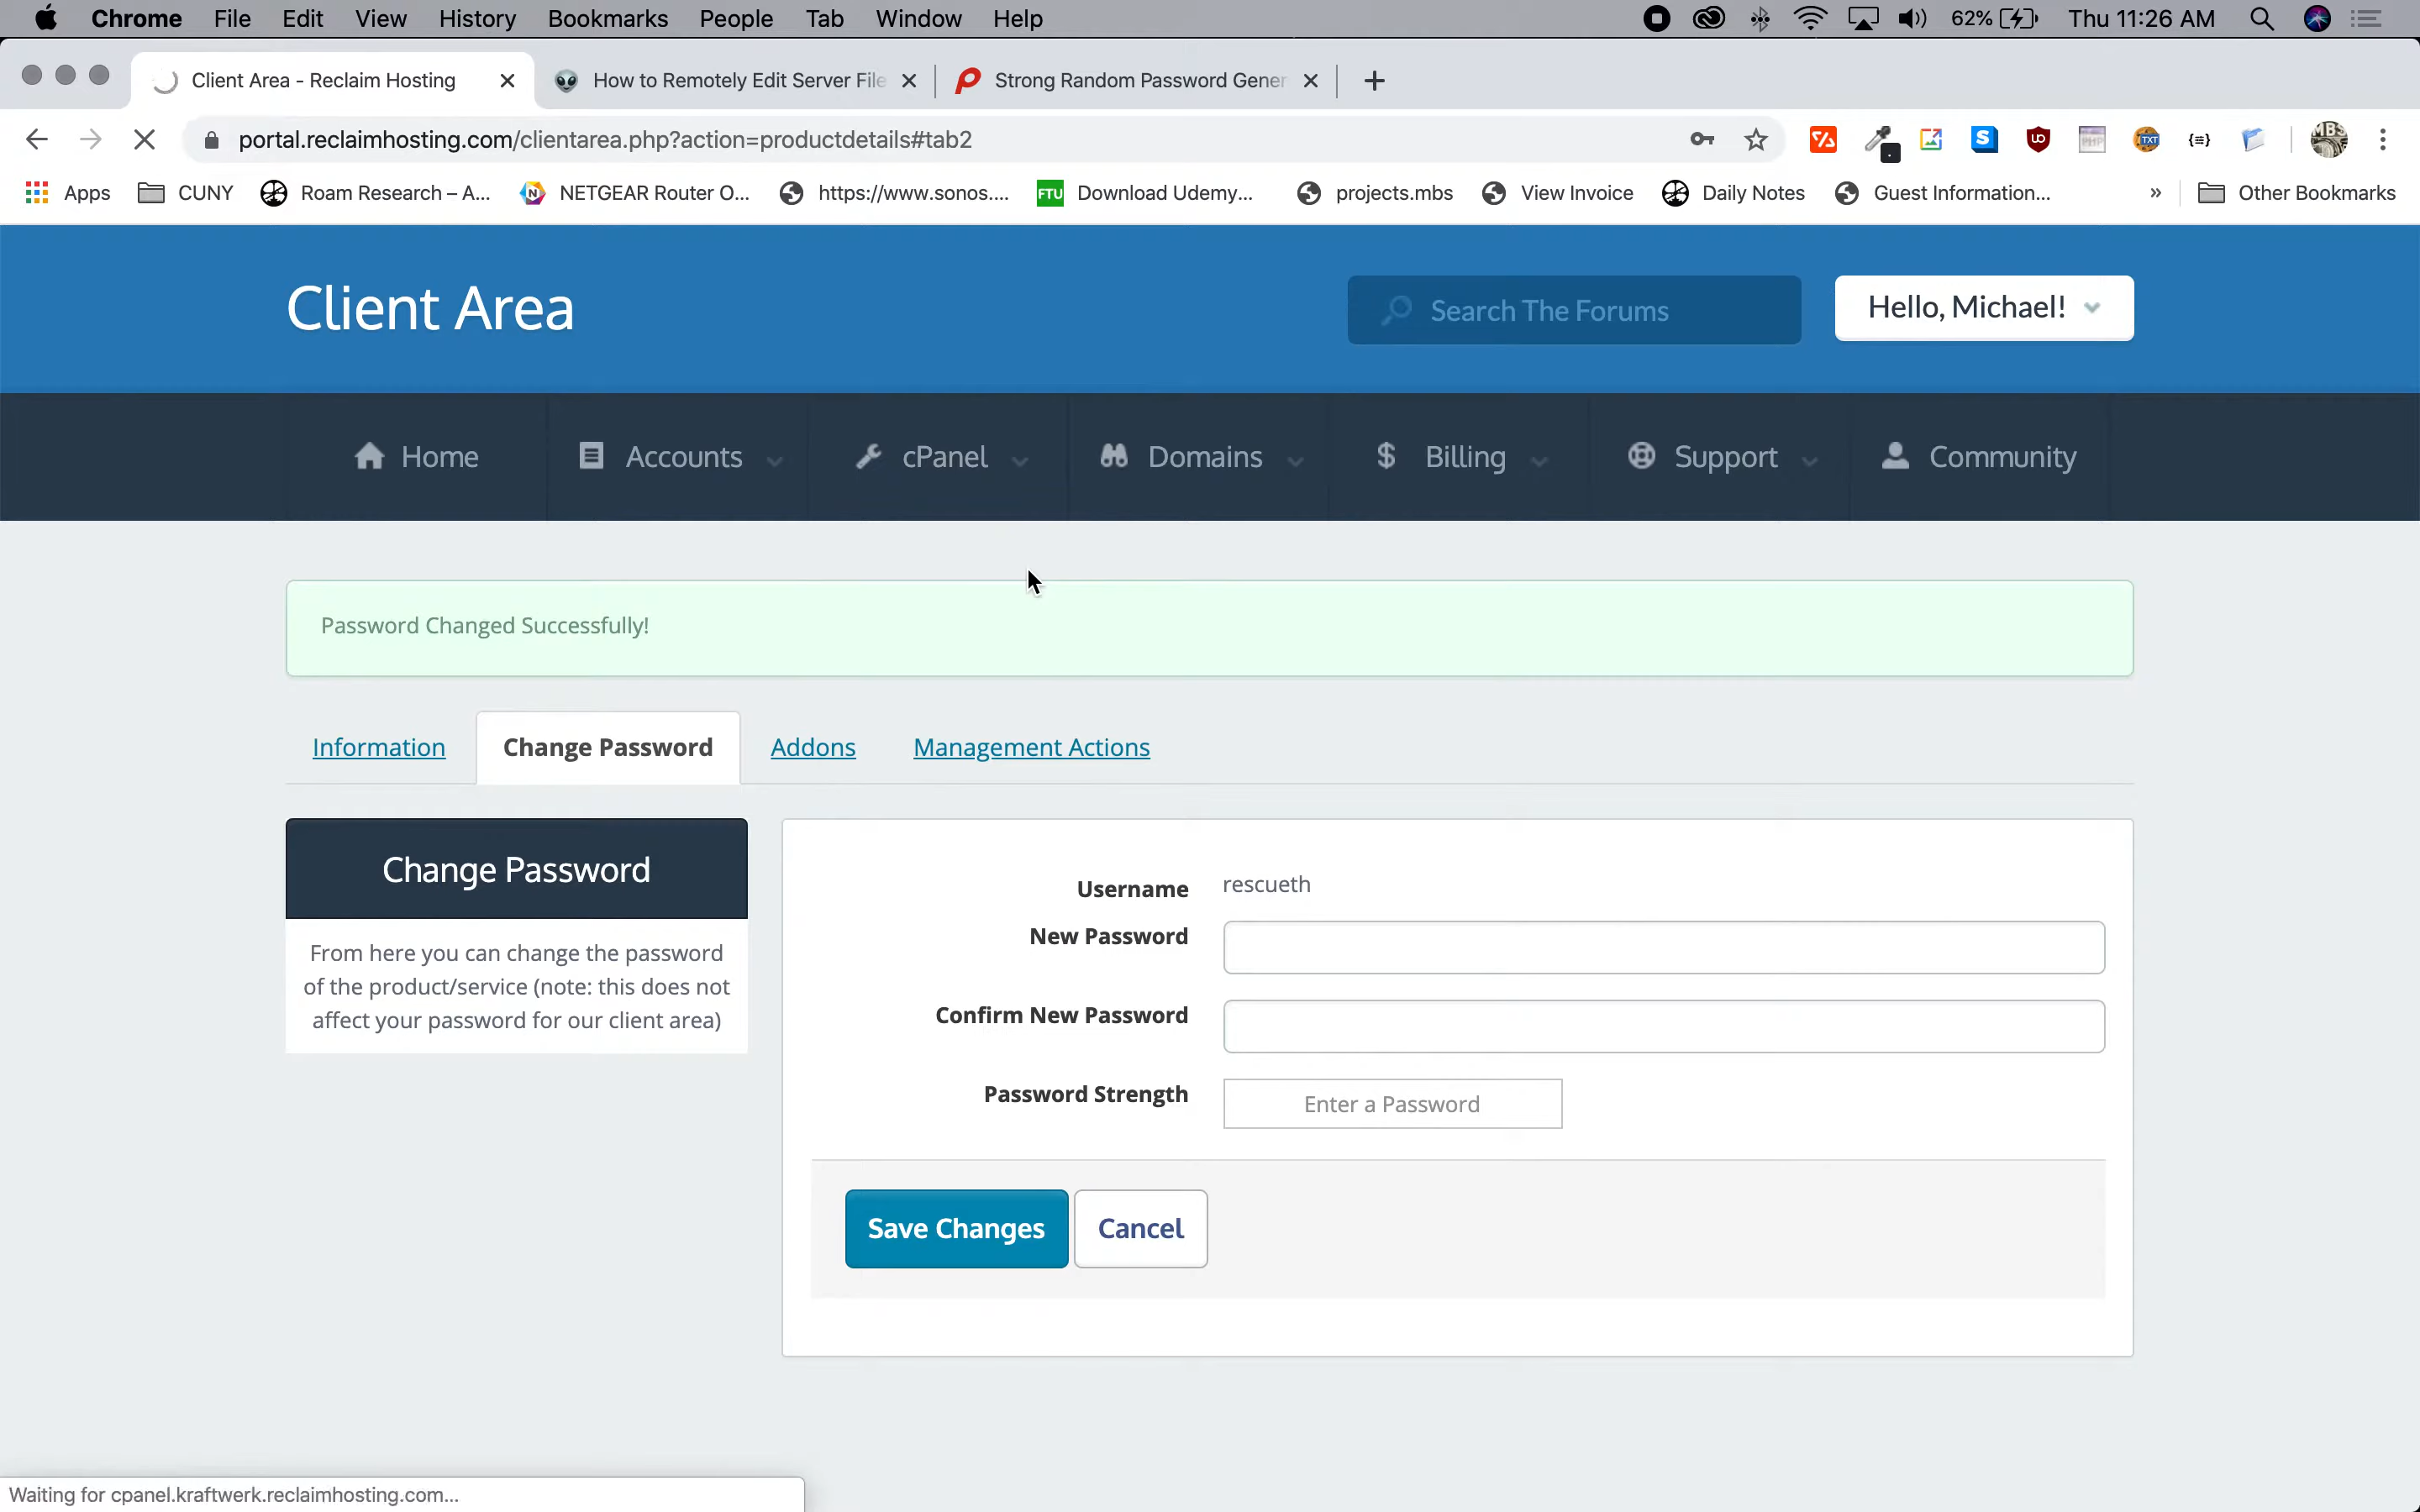 Chrome File Edit View History Bookmarks People Tab Window Help 62% Thu 11:26 AM
Client Area - Reclaim Hosting How to Remotely Edit Server File Strong Random Password Gener
portal.reclaimhosting.com/clientarea.php?action=productdetails#tab2
Apps CUNY Roam Research – A... NETGEAR Router O... https://www.sonos.... FTU Download Udemy... projects.mbs View Invoice Daily Notes Guest Information... » Other Bookmarks
Client Area Search The Forums Hello, Michael!
Home Accounts cPanel Domains Billing Support Community
Password Changed Successfully!
Information Change Password Addons Management Actions
Change Password
From here you can change the password
of the product/service (note: this does not
affect your password for our client area)
Username rescueth
New Password
Confirm New Password
Password Strength Enter a Password
Save Changes Cancel
Waiting for cpanel.kraftwerk.reclaimhosting.com...